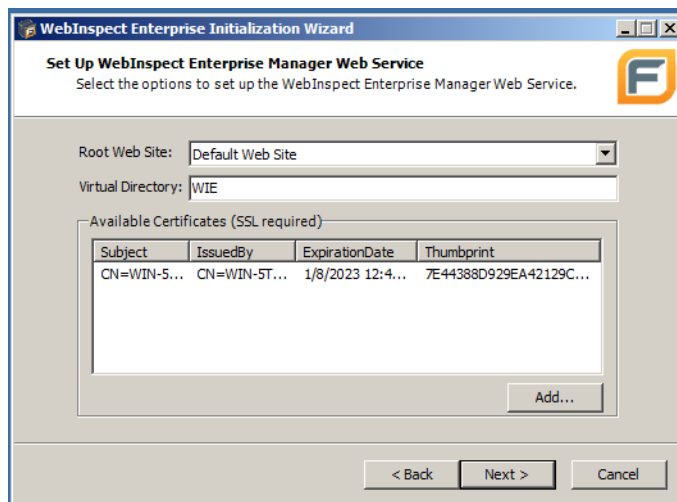 WebInspect Enterprise Initialization Wizard
Set Up WebInspect Enterprise Manager Web Service
Select the options to set up the WebInspect Enterprise Manager Web Service.
Root Web Site: Default Web Site
Virtual Directory: WIE
Available Certificates (SSL required)
Subject IssuedBy ExpirationDate Thumbprint
CN=WIN-5... CN=WIN-5T... 1/8/2023 12:4... 7E44388D929EA42129C...
Add...
< Back Next > Cancel